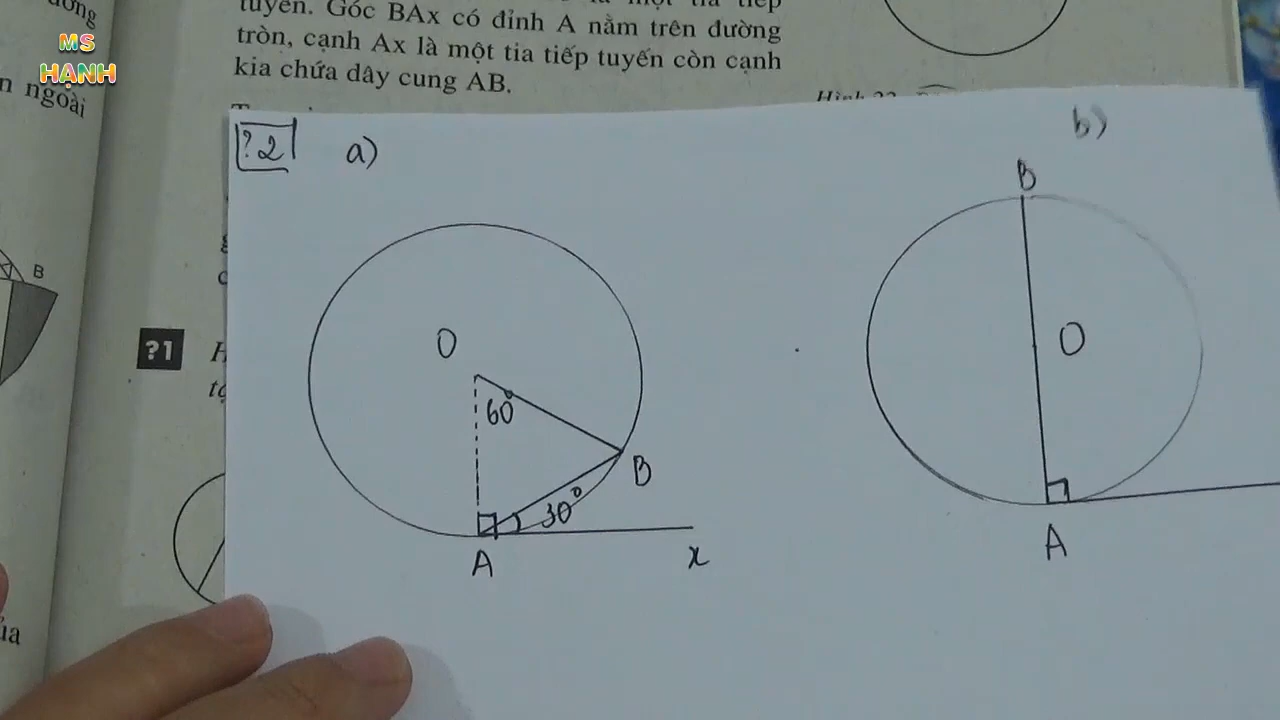 MS
HẠNH
n ngoài
tuyến. Góc BAx có đỉnh A nằm trên đường
tròn, cạnh Ax là một tia tiếp tuyến còn cạnh
kia chứa dây cung AB.
?2 a)
b)
B
O
60°
B
30°
A
x
B
O
A
?1